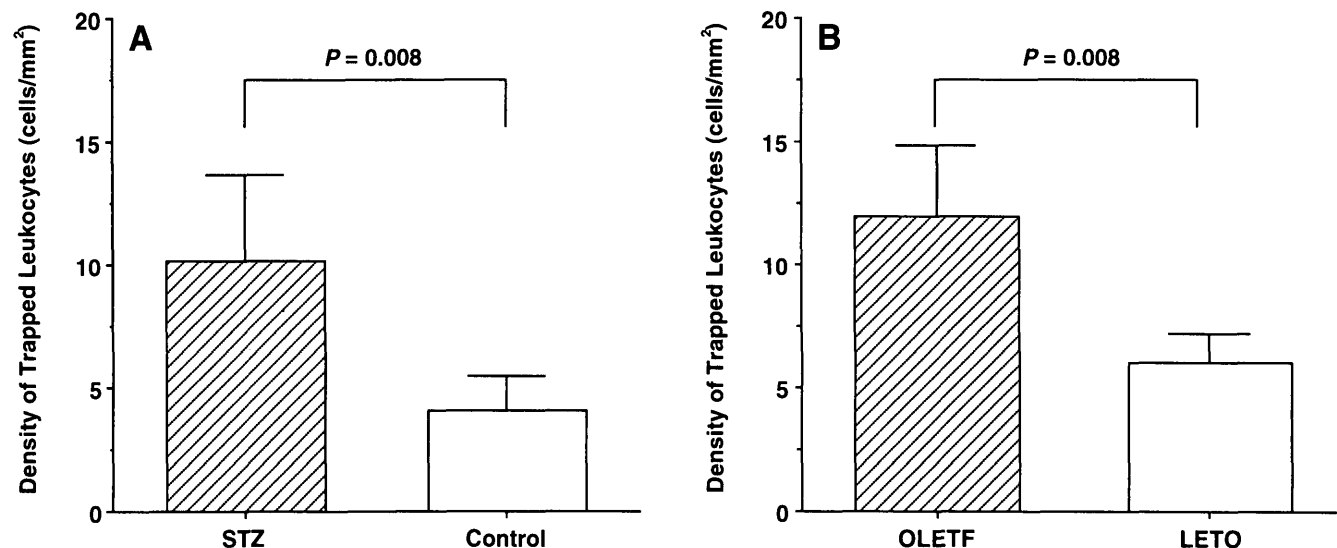 A
P = 0.008
Density of Trapped Leukocytes (cells/mm²)
20
15
10
5
0
STZ
Control
B
P = 0.008
Density of Trapped Leukocytes (cells/mm²)
20
15
10
5
0
OLETF
LETO